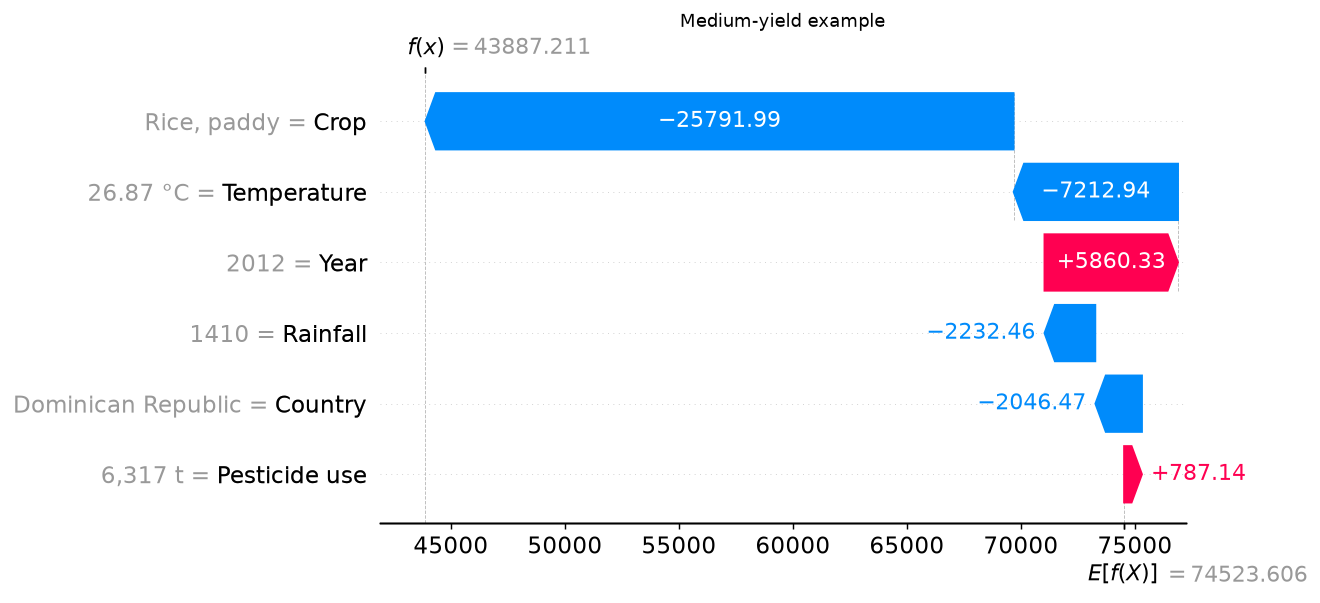 Medium-yield example
f(x) = 43887.211
Rice, paddy = Crop
−25791.99
26.87 °C = Temperature
−7212.94
2012 = Year
+5860.33
1410 = Rainfall
−2232.46
Dominican Republic = Country
−2046.47
6,317 t = Pesticide use
+787.14
45000 50000 55000 60000 65000 70000 75000
E[f(X)] = 74523.606